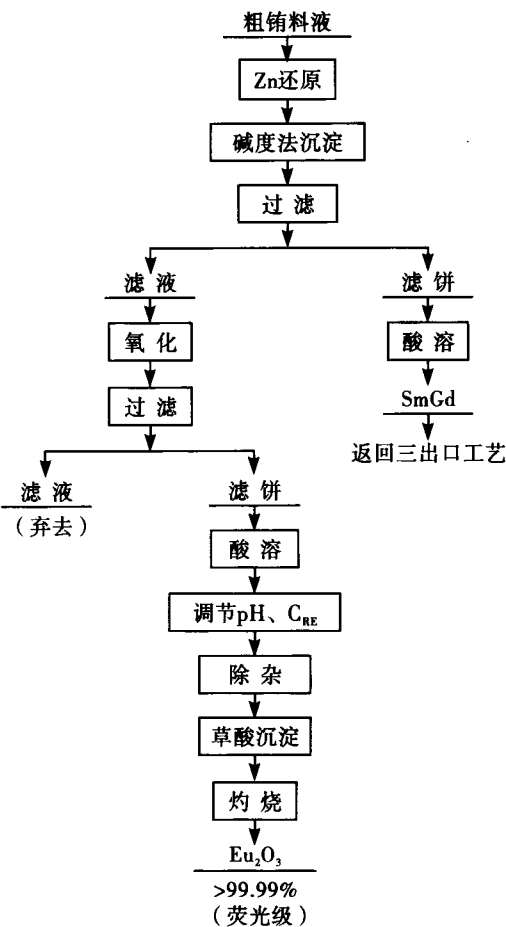 粗铕料液
Zn还原
碱度法沉淀
过滤
滤液
滤饼
氧化
酸溶
过滤
SmGd
返回三出口工艺
滤液
(弃去)
滤饼
酸溶
调节pH、C_RE
除杂
草酸沉淀
灼烧
Eu₂O₃
>99.99%
(荧光级)